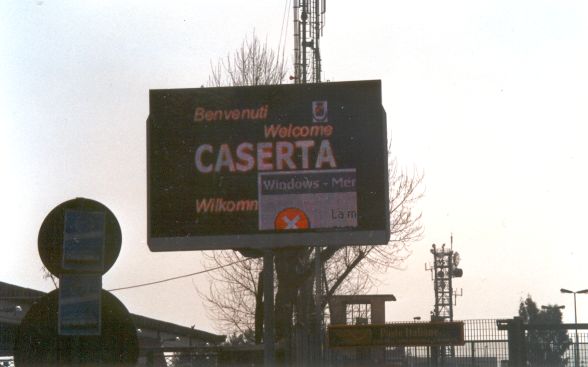 Benvenuti
Welcome
CASERTA
Windows - Mer
Wilkomm
La m